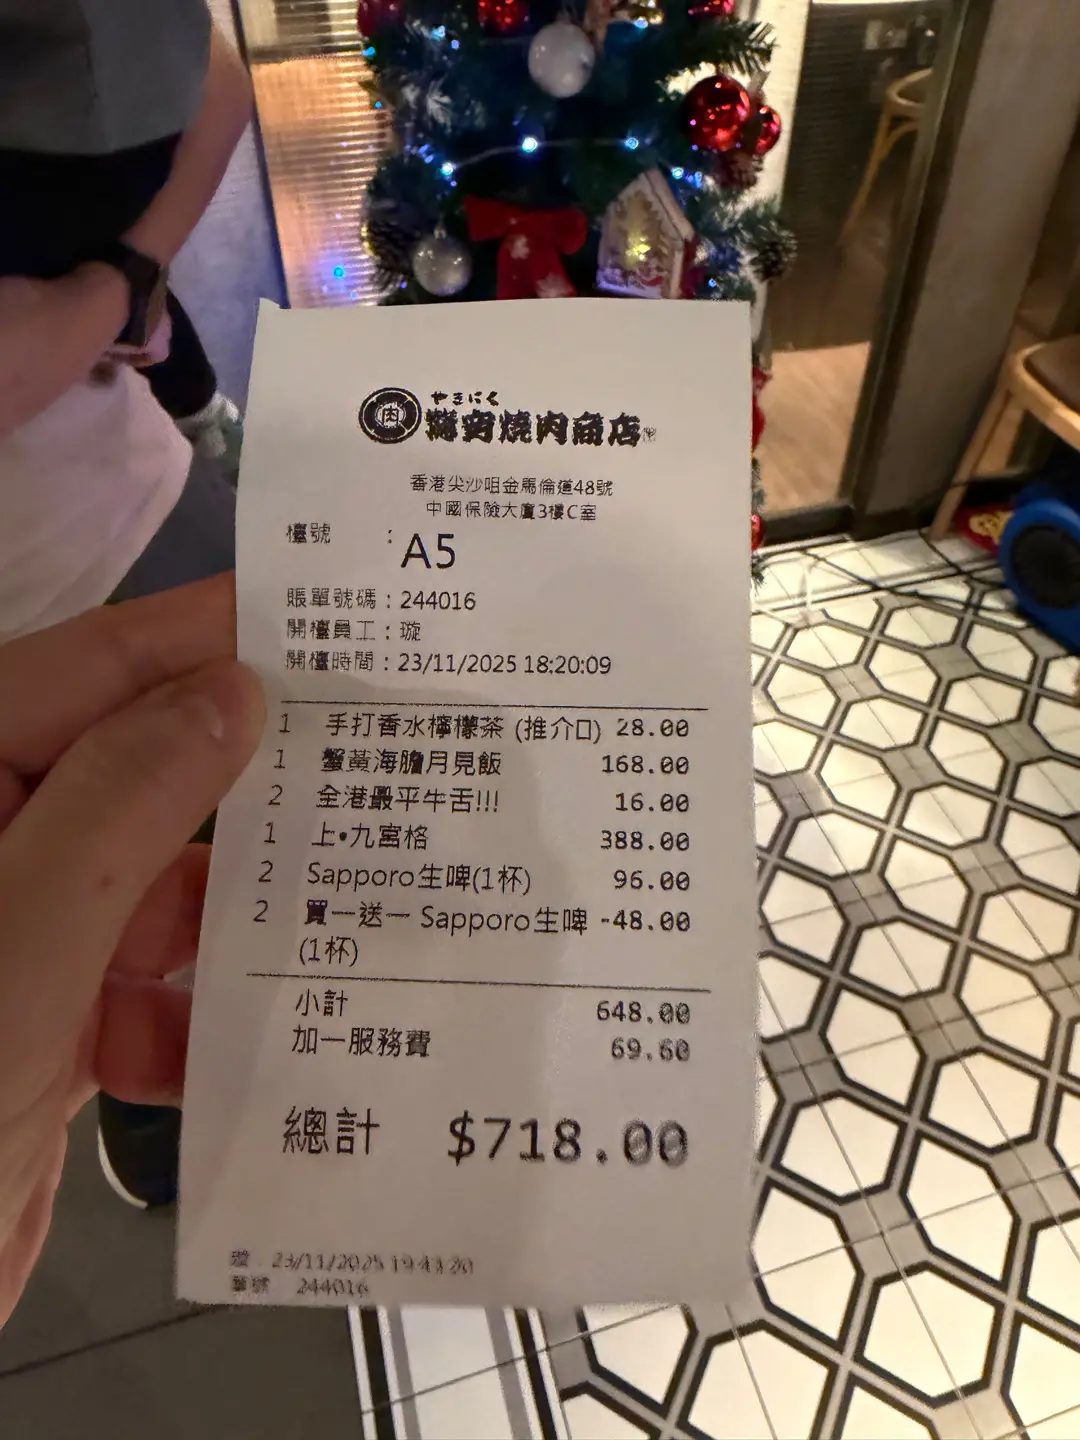 肉
やきにく
燒肉商店
香港尖沙咀金馬倫道48號
中國保險大廈3樓C室
檯號 : A5
賬單號碼 : 244016
開檯員工 : 璇
開檯時間 : 23/11/2025 18:20:09
1 手打香水檸檬茶 (推介口) 28.00
1 蟹黃海膽月見飯 168.00
2 全港最平牛舌!!! 16.00
1 上•九宮格 388.00
2 Sapporo生啤(1杯) 96.00
2 買一送一 Sapporo生啤 -48.00
(1杯)
小計 648.00
加一服務費 69.60
總計 $718.00
23/11/2025 19:43:20
單號 244016